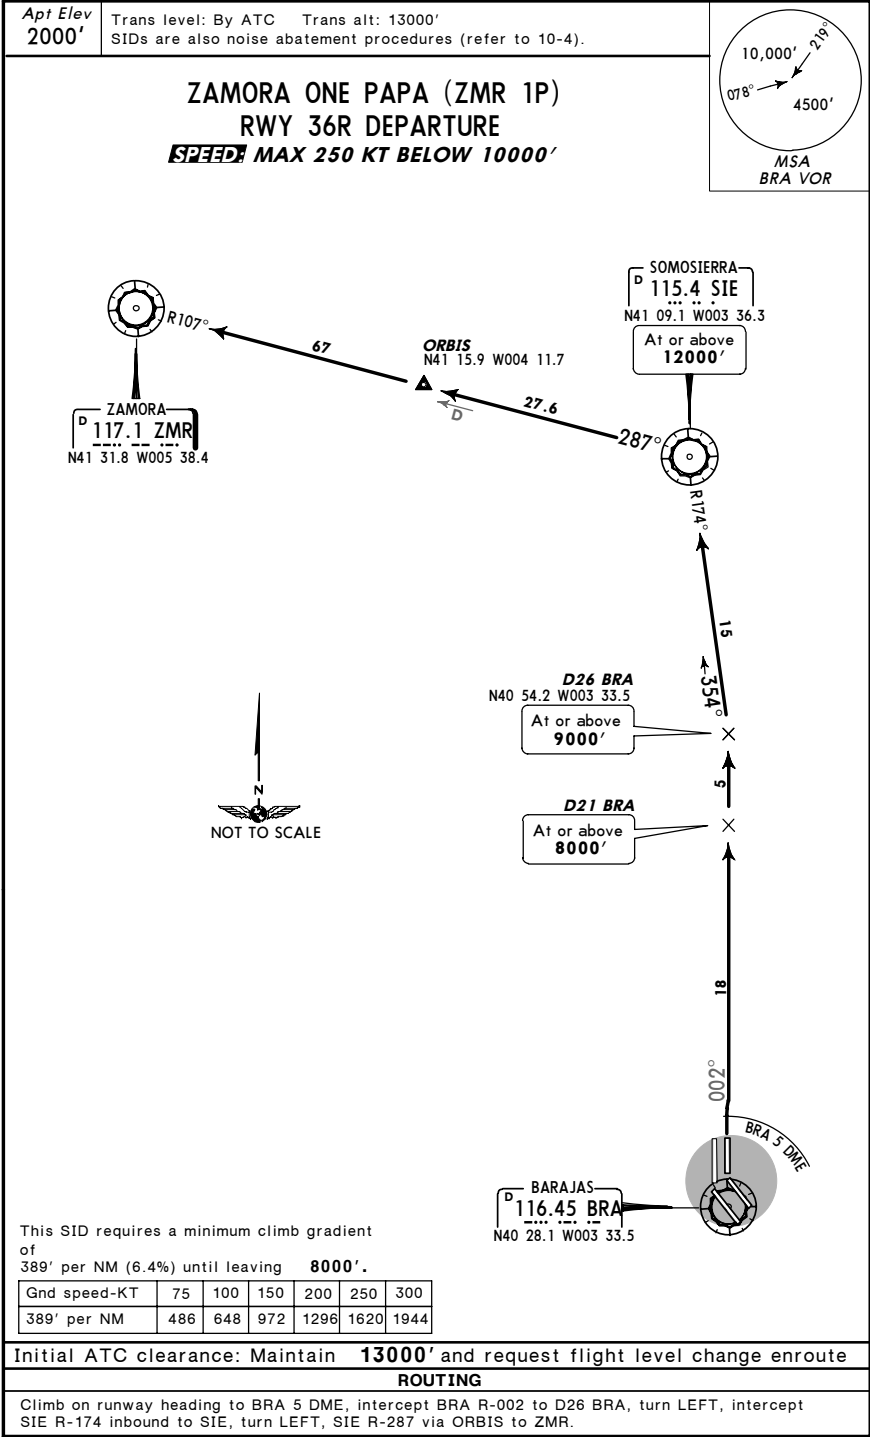 Apt Elev
2000'
Trans level: By ATC Trans alt: 13000'
SIDs are also noise abatement procedures (refer to 10-4).
10,000'
219°
078°
4500'
MSA
BRA VOR
ZAMORA ONE PAPA (ZMR 1P)
RWY 36R DEPARTURE
SPEED: MAX 250 KT BELOW 10000'
SOMOSIERRA
D 115.4 SIE
N41 09.1 W003 36.3
At or above
12000'
R107°
67
ORBIS
N41 15.9 W004 11.7
D
27.6
287°
ZAMORA
D 117.1 ZMR
N41 31.8 W005 38.4
R174°
15
354°
D26 BRA
N40 54.2 W003 33.5
At or above
9000'
5
N
NOT TO SCALE
D21 BRA
At or above
8000'
18
002°
BRA 5 DME
BARAJAS
D 116.45 BRA
N40 28.1 W003 33.5
This SID requires a minimum climb gradient
of
389' per NM (6.4%) until leaving 8000'.
Gnd speed-KT 75 100 150 200 250 300
389' per NM 486 648 972 1296 1620 1944
Initial ATC clearance: Maintain 13000' and request flight level change enroute
ROUTING
Climb on runway heading to BRA 5 DME, intercept BRA R-002 to D26 BRA, turn LEFT, intercept
SIE R-174 inbound to SIE, turn LEFT, SIE R-287 via ORBIS to ZMR.